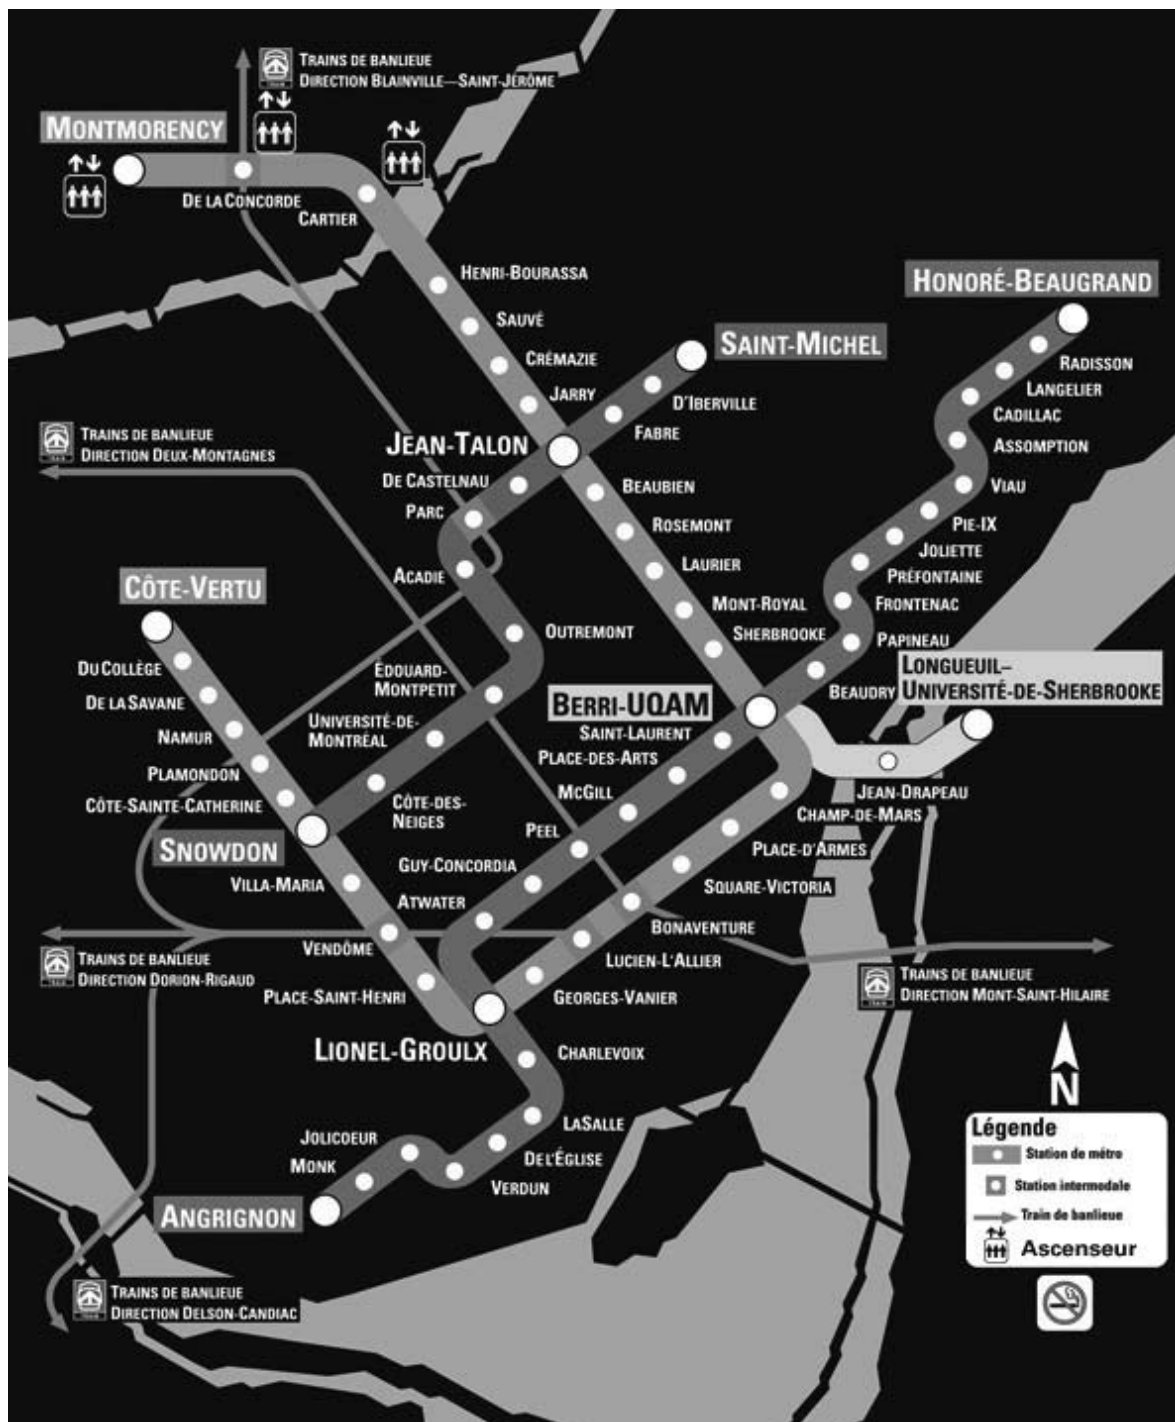 TRAINS DE BANLIEUE
DIRECTION BLAINVILLE—SAINT-JÉRÔME
MONTMORENCY
DE LA CONCORDE
CARTIER
HENRI-BOURASSA
HONORÉ-BEAUGRAND
SAUVÉ
SAINT-MICHEL
CRÉMAZIE
RADISSON
JARRY
LANGELIER
D'IBERVILLE
CADILLAC
FABRE
TRAINS DE BANLIEUE
DIRECTION DEUX-MONTAGNES
JEAN-TALON
ASSOMPTION
DE CASTELNAU
BEAUBIEN
VIAU
PARC
ROSEMONT
PIE-IX
JOLIETTE
LAURIER
PRÉFONTAINE
ACADIE
CÔTE-VERTU
MONT-ROYAL
FRONTENAC
OUTREMONT
SHERBROOKE
PAPINEAU
DU COLLÈGE
ÉDOUARD-
MONTPETIT
BEAUDRY
LONGUEUIL–
UNIVERSITÉ-DE-SHERBROOKE
DE LA SAVANE
BERRI-UQAM
UNIVERSITÉ-DE-
MONTRÉAL
SAINT-LAURENT
NAMUR
PLACE-DES-ARTS
PLAMONDON
MCGILL
JEAN-DRAPEAU
CÔTE-SAINTE-CATHERINE
CÔTE-DES-
NEIGES
CHAMP-DE-MARS
PEEL
SNOWDON
PLACE-D'ARMES
GUY-CONCORDIA
VILLA-MARIA
SQUARE-VICTORIA
ATWATER
BONAVENTURE
VENDÔME
LUCIEN-L'ALLIER
TRAINS DE BANLIEUE
DIRECTION DORION-RIGAUD
TRAINS DE BANLIEUE
DIRECTION MONT-SAINT-HILAIRE
PLACE-SAINT-HENRI
GEORGES-VANIER
LIONEL-GROULX
CHARLEVOIX
N
LASALLE
JOLICOEUR
DE L'ÉGLISE
MONK
VERDUN
ANGRIGNON
Légende
Station de métro
Station intermodale
Train de banlieue
Ascenseur
TRAINS DE BANLIEUE
DIRECTION DELSON-CANDIAC